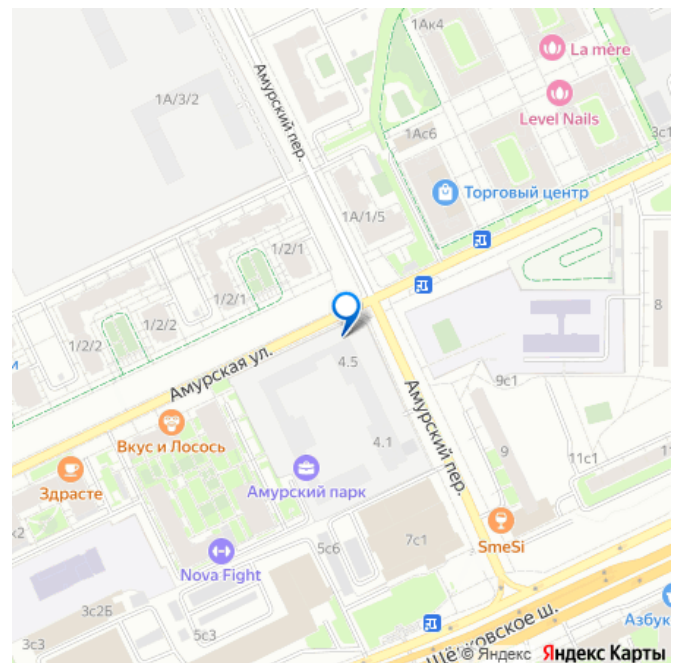 1Ак4
La mère
Амурский пер.
1А/3/2
Level Nails
1Ас6
3с1
Торговый центр
1А/1/5
1/2/1
1/2/1
8
1/2/2
1/2/2
и
4.5
Амурская ул.
9с1
Амурский пер.
Вкус и Лосось
4.1
9
11с1
Здрасте
Амурский парк
SmeSi
7с1
5с6
Nova Fight
3с2Б
5с3
3с3
Азбук
Щёлковское ш.
© Яндекс Яндекс Карты